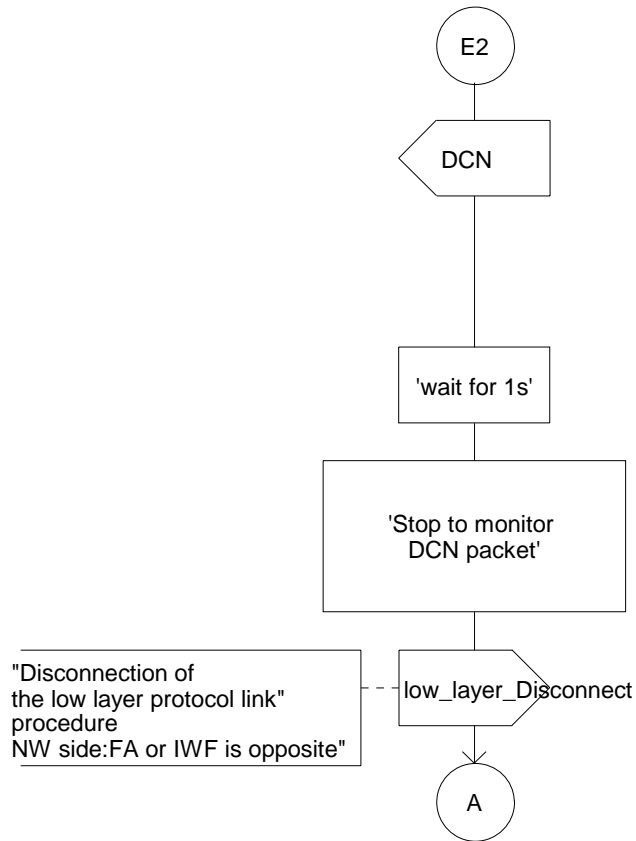 E2
DCN
'wait for 1s'
'Stop to monitor
DCN packet'
"Disconnection of
the low layer protocol link"
procedure
NW side:FA or IWF is opposite"
low_layer_Disconnect
A